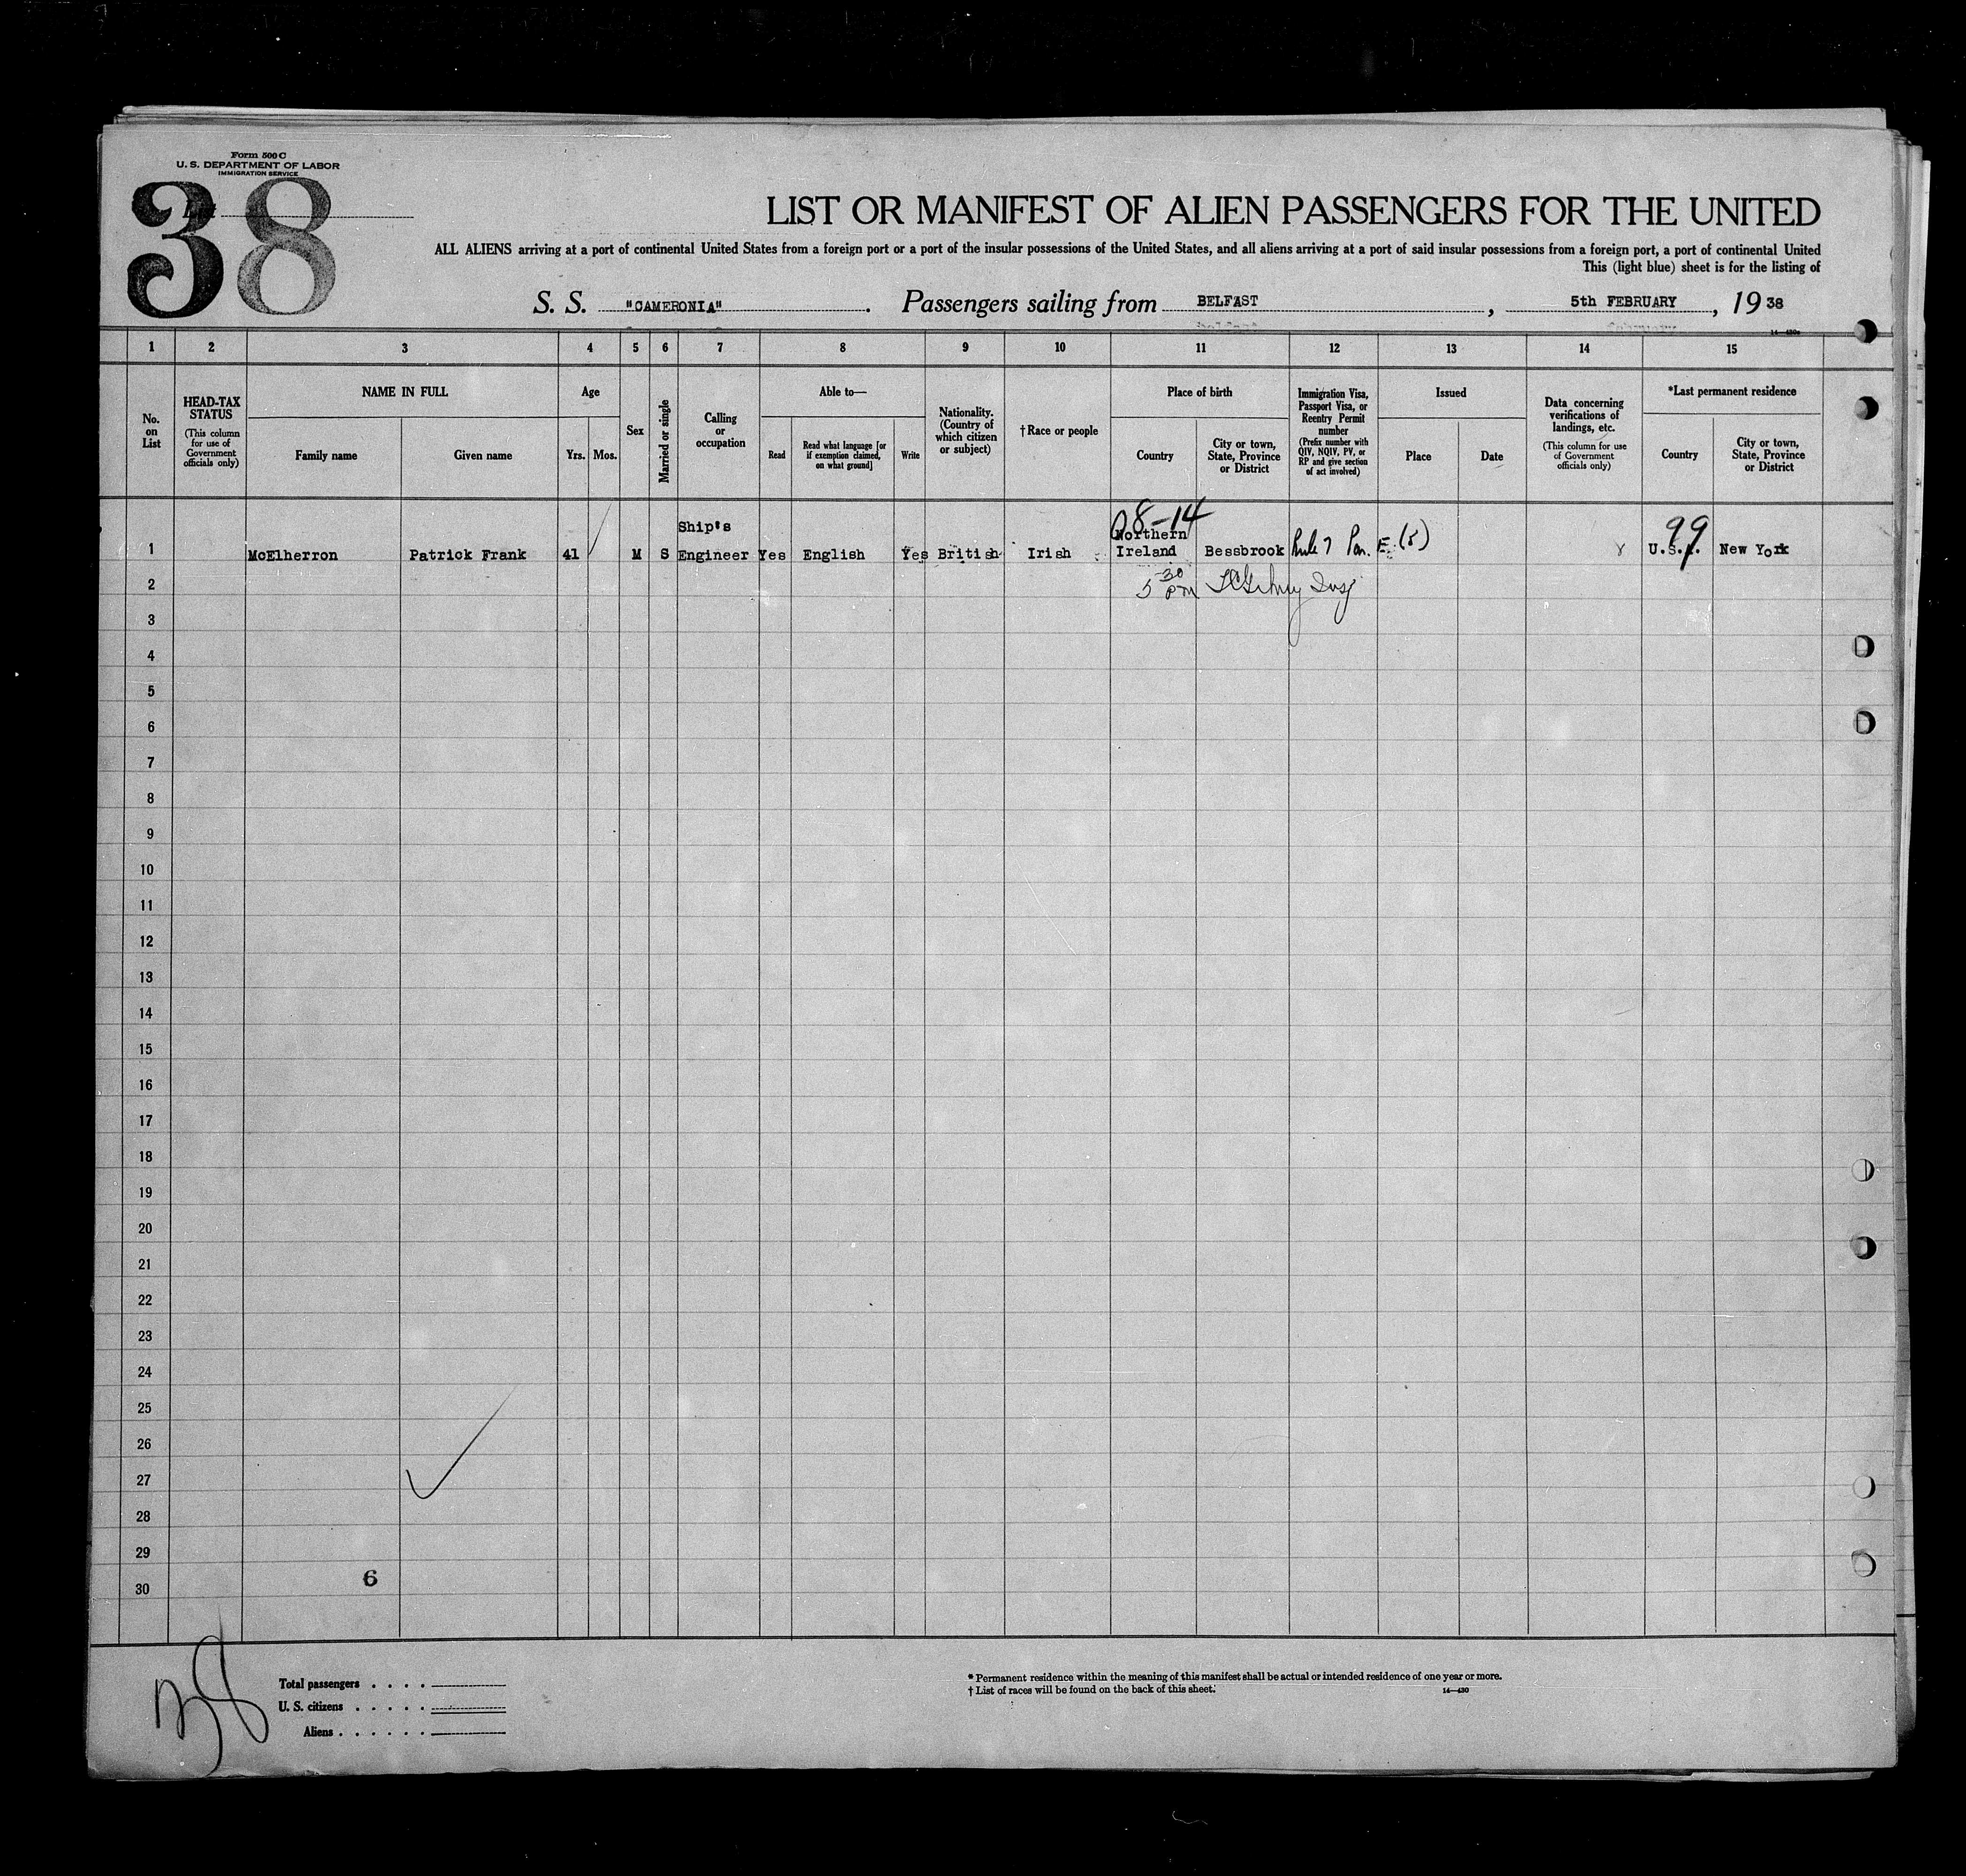 Form 500 C
U. S. DEPARTMENT OF LABOR
IMMIGRATION SERVICE
List
38
LIST OR MANIFEST OF ALIEN PASSENGERS FOR THE UNITED
ALL ALIENS arriving at a port of continental United States from a foreign port or a port of the insular possessions of the United States, and all aliens arriving at a port of said insular possessions from a foreign port, a port of continental United
This (light blue) sheet is for the listing of
S. S. "CAMERONIA". Passengers sailing from BELFAST, 5th FEBRUARY, 19 38
1 2 3 4 5 6 7 8 9 10 11 12 13 14 15
No. on List
HEAD-TAX STATUS
(This column for use of Government officials only)
NAME IN FULL
Family name Given name
Age
Yrs. Mos.
Sex
Married or single
Calling or occupation
Able to—
Read
Read what language [or if exemption claimed, on what ground]
Write
Nationality. (Country of which citizen or subject)
† Race or people
Place of birth
Country
City or town, State, Province or District
Immigration Visa, Passport Visa, or Reentry Permit number
(Prefix number with QIV, NQIV, PV, or RP and give section of act involved)
Issued
Place Date
Data concerning verifications of landings, etc.
(This column for use of Government officials only)
*Last permanent residence
Country
City or town, State, Province or District
8-14
99
Ship's
Northern
1 McElherron Patrick Frank 41 M S Engineer Yes English Yes British Irish Ireland Bessbrook Rule 7 Par. E. (8) U.S.A. New York
2 5 30 pm
3
4
5
6
7
8
9
10
11
12
13
14
15
16
17
18
19
20
21
22
23
24
25
26
27
28
29
30
6
38
Total passengers . . . .
U. S. citizens . . . . .
Aliens . . . . . .
* Permanent residence within the meaning of this manifest shall be actual or intended residence of one year or more.
† List of races will be found on the back of this sheet.
14—430